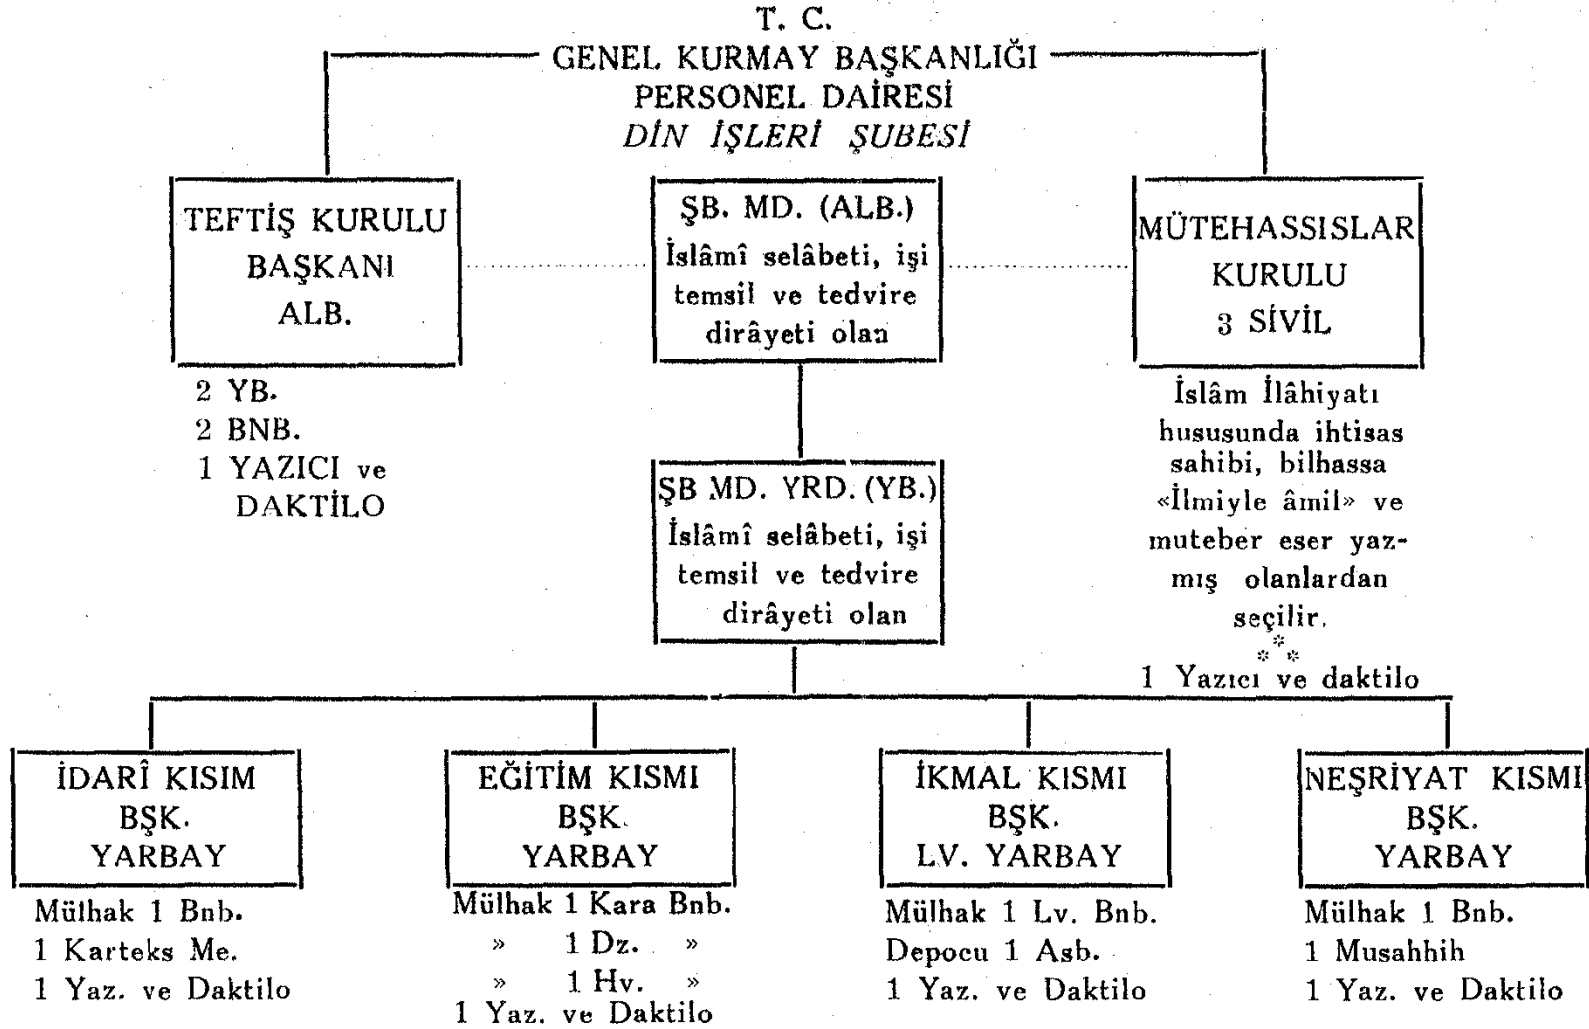 T. C.
GENEL KURMAY BAŞKANLIĞI
PERSONEL DAİRESİ
DİN İŞLERİ ŞUBESİ
TEFTİŞ KURULU
BAŞKANI
ALB.
2 YB.
2 BNB.
1 YAZICI ve
DAKTİLO
ŞB. MD. (ALB.)
İslâmî selâbeti, işi
temsil ve tedvire
dirâyeti olan
MÜTEHASSISLAR
KURULU
3 SİVİL
İslâm İlâhiyatı
hususunda ihtisas
sahibi, bilhassa
«İlmiyle âmil» ve
muteber eser yaz-
mış olanlardan
seçilir.
*
* *
1 Yazıcı ve daktilo
ŞB MD. YRD. (YB.)
İslâmî selâbeti, işi
temsil ve tedvire
dirâyeti olan
İDARÎ KISIM
BŞK.
YARBAY
Mülhak 1 Bnb.
1 Karteks Me.
1 Yaz. ve Daktilo
EĞİTİM KISMI
BŞK.
YARBAY
Mülhak 1 Kara Bnb.
» 1 Dz. »
» 1 Hv. »
1 Yaz. ve Daktilo
İKMAL KISMI
BŞK.
LV. YARBAY
Mülhak 1 Lv. Bnb.
Depocu 1 Asb.
1 Yaz. ve Daktilo
NEŞRİYAT KISMI
BŞK.
YARBAY
Mülhak 1 Bnb.
1 Musahhih
1 Yaz. ve Daktilo